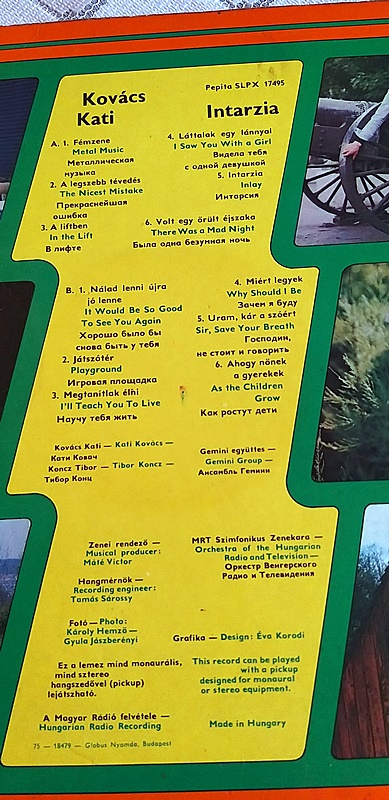 Pepita SLPX 17495
Kovács
Kati
Intarzia
A. 1. Fémzene
Metal Music
Металлическая
музыка
2. A legszebb tévedés
The Nicest Mistake
Прекраснейшая
ошибка
3. A liftben
In the Lift
В лифте
4. Láttalak egy lánnyal
I Saw You With a Girl
Видела тебя
с одной девушкой
5. Intarzia
Inlay
Интарсия
6. Volt egy őrült éjszaka
There Was a Mad Night
Была одна безумная ночь
B. 1. Nálad lenni újra
jó lenne
It Would Be So Good
To See You Again
Хорошо было бы
снова быть у тебя
2. Játszótér
Playground
Игровая площадка
3. Megtanítlak élni
I'll Teach You To Live
Научу тебя жить
4. Miért legyek
Why Should I Be
Зачем я буду
5. Uram, kár a szóért
Sir, Save Your Breath
Господин,
не стоит и говорить
6. Ahogy nőnek
a gyerekek
As the Children
Grow
Как ростут дети
Kovács Kati — Kati Kovács —
Кати Ковач
Koncz Tibor — Tibor Koncz —
Тибор Конц
Gemini együttes —
Gemini Group —
Ансамбль Гемини
Zenei rendező —
Musical producer:
Máté Victor
Hangmérnök —
Recording engineer:
Tamás Sárossy
MRT Szimfonikus Zenekara —
Orchestra of the Hungarian
Radio and Television —
Оркестр Венгерского
Радио и Телевидения
Fotó — Photo:
Károly Hemző —
Gyula Jászberényi
Grafika — Design: Éva Korodi
Ez a lemez mind monaurális,
mind sztereo
hangszedővel (pickup)
lejátszható.
This record can be played
with a pickup
designed for monaural
or stereo equipment.
A Magyar Rádió felvétele —
Hungarian Radio Recording
Made in Hungary
75 — 18479 — Globus Nyomda, Budapest